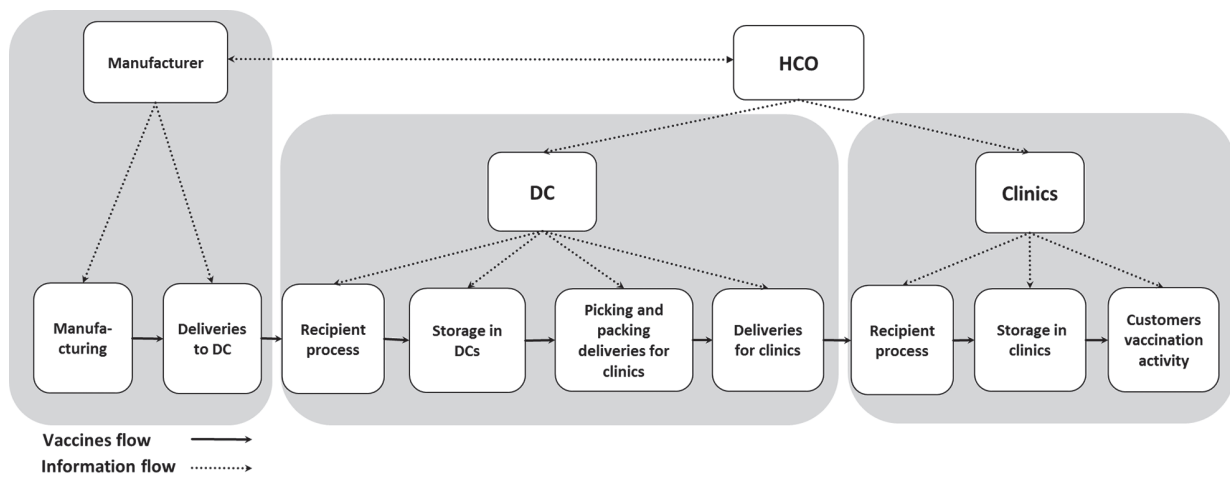 Manufacturer
HCO
DC
Clinics
Manufa-
cturing
Deliveries
to DC
Recipient
process
Storage in
DCs
Picking and
packing
deliveries for
clinics
Deliveries
for clinics
Recipient
process
Storage in
clinics
Customers
vaccination
activity
Vaccines flow
Information flow